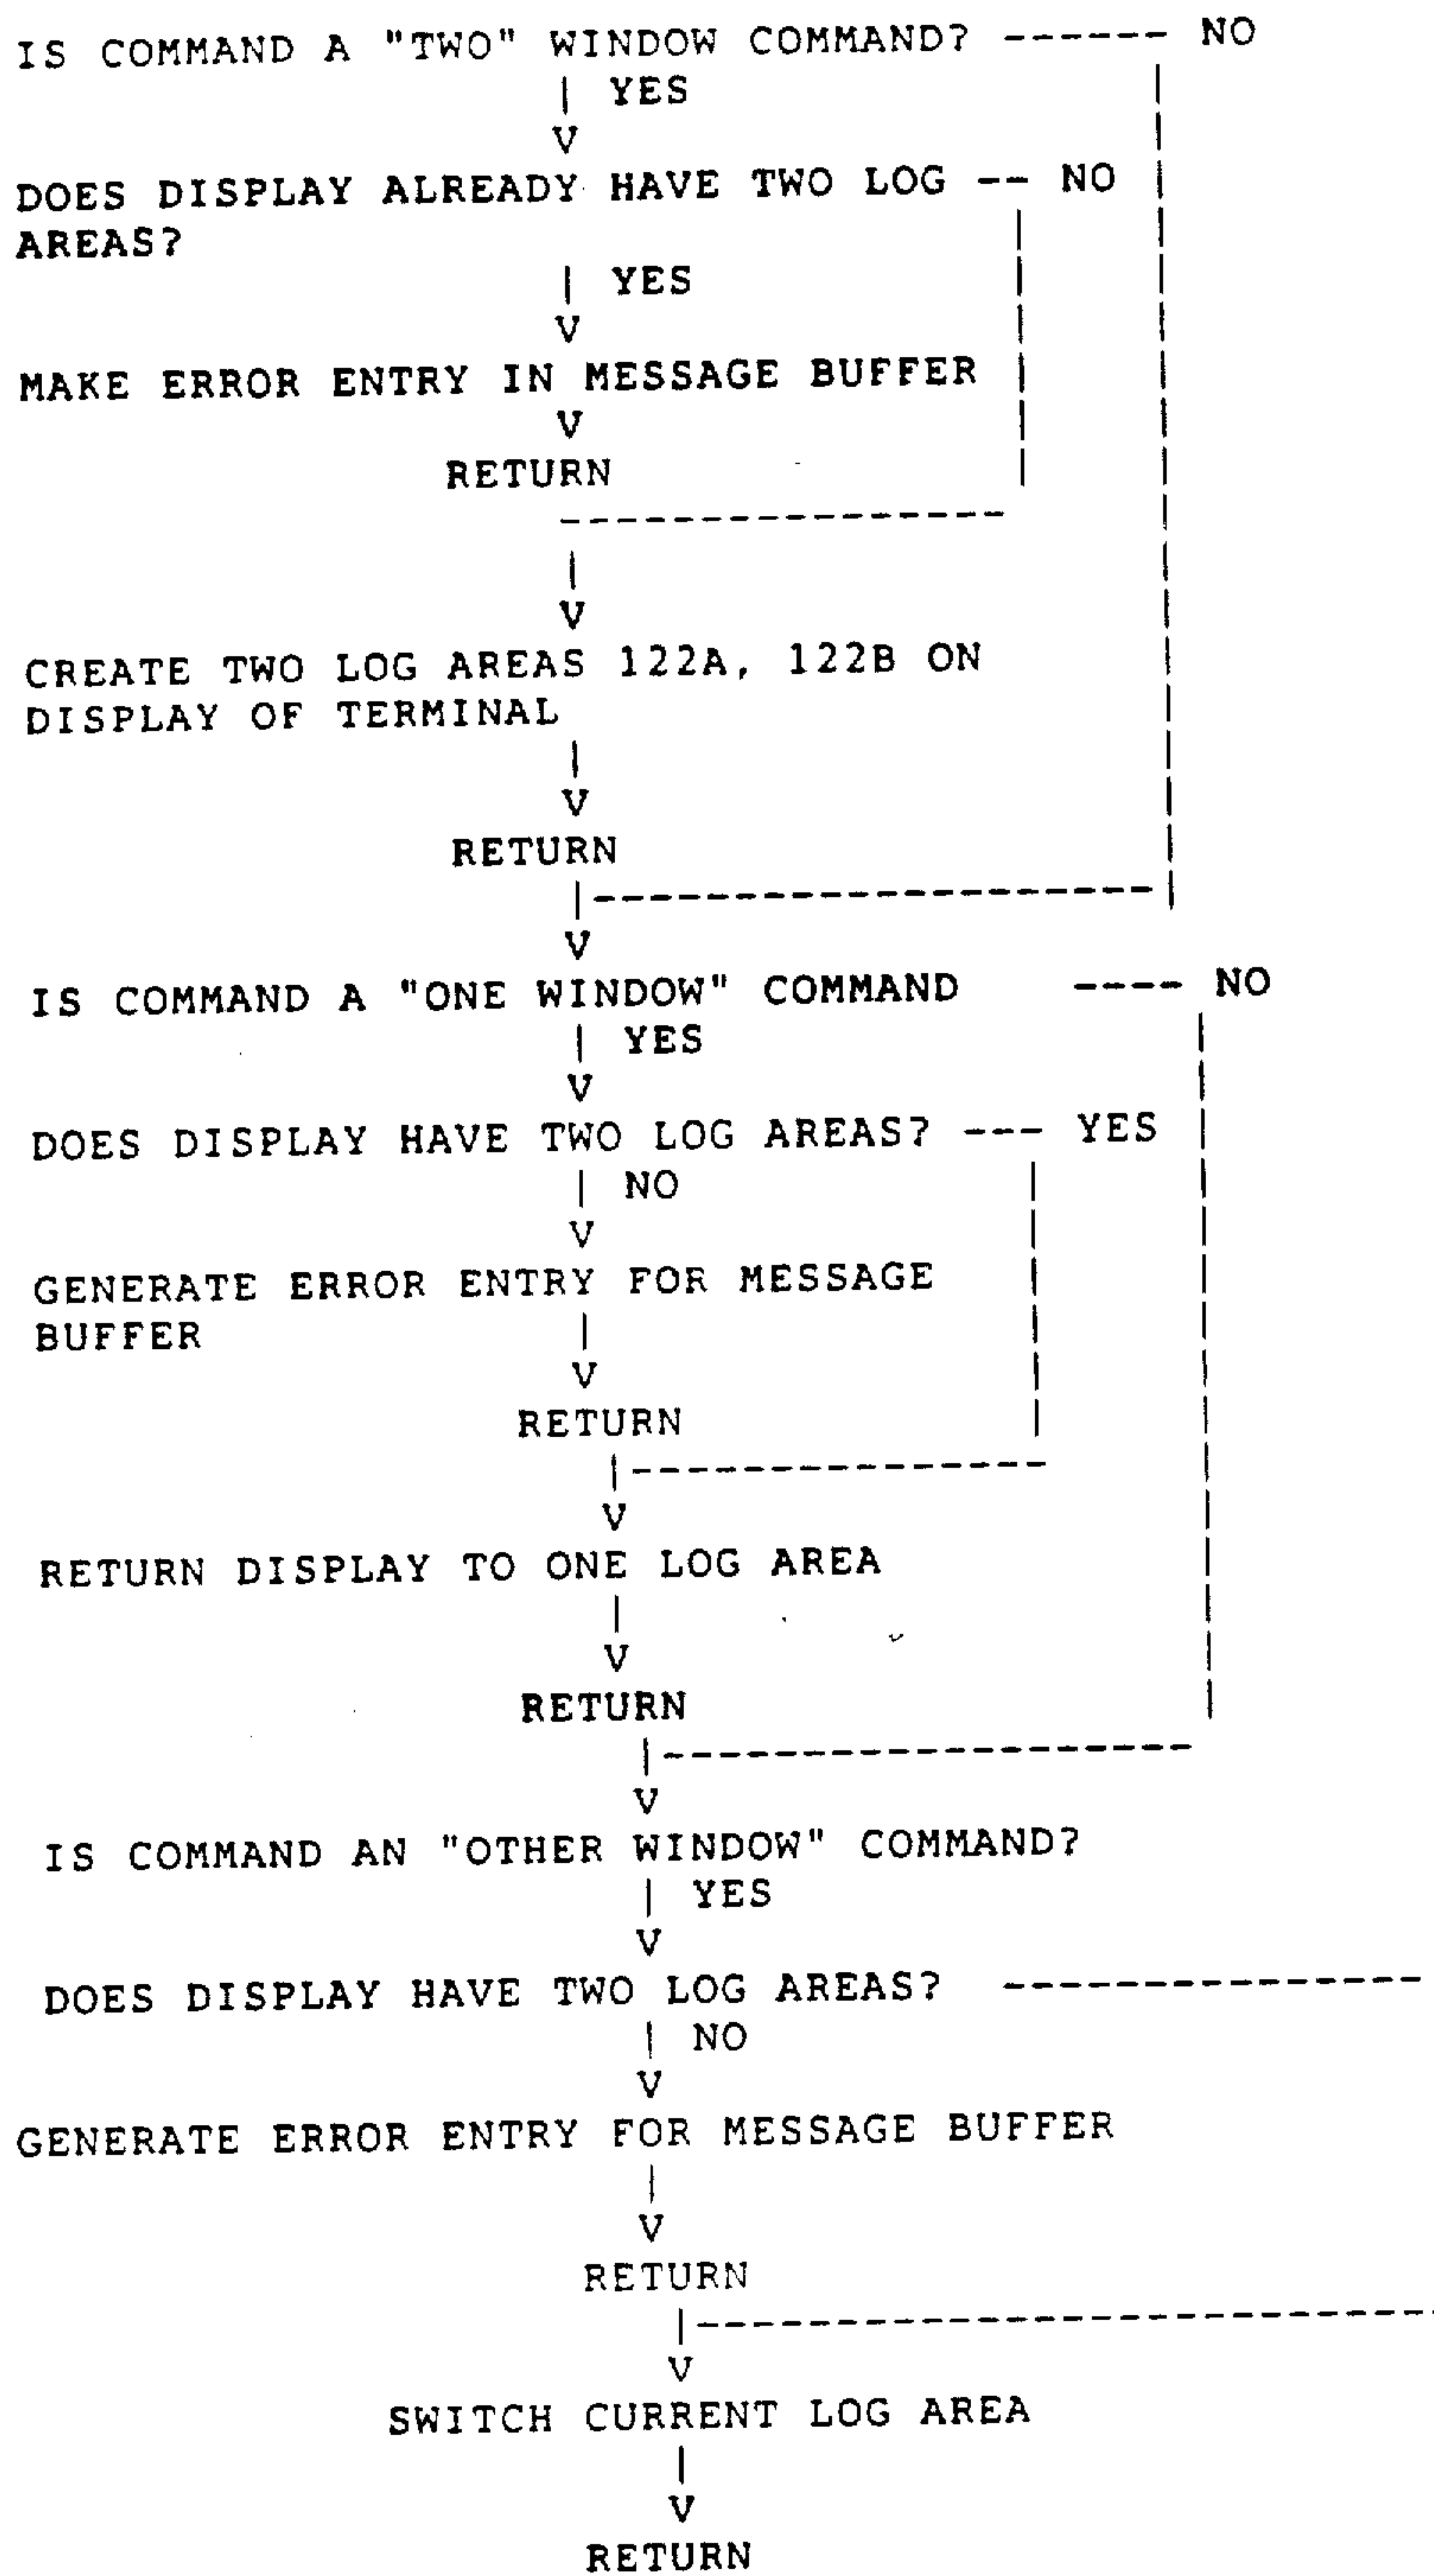 IS COMMAND A "TWO" WINDOW COMMAND? ------ NO
| YES
V
DOES DISPLAY ALREADY HAVE TWO LOG -- NO
AREAS?
| YES
V
MAKE ERROR ENTRY IN MESSAGE BUFFER
V
RETURN
V
CREATE TWO LOG AREAS 122A, 122B ON
DISPLAY OF TERMINAL
V
RETURN
V
IS COMMAND A "ONE WINDOW" COMMAND ---- NO
| YES
V
DOES DISPLAY HAVE TWO LOG AREAS? --- YES
| NO
V
GENERATE ERROR ENTRY FOR MESSAGE
BUFFER
V
RETURN
V
RETURN DISPLAY TO ONE LOG AREA
V
RETURN
V
IS COMMAND AN "OTHER WINDOW" COMMAND?
| YES
V
DOES DISPLAY HAVE TWO LOG AREAS? ---------------
| NO
V
GENERATE ERROR ENTRY FOR MESSAGE BUFFER
V
RETURN
V
SWITCH CURRENT LOG AREA
V
RETURN